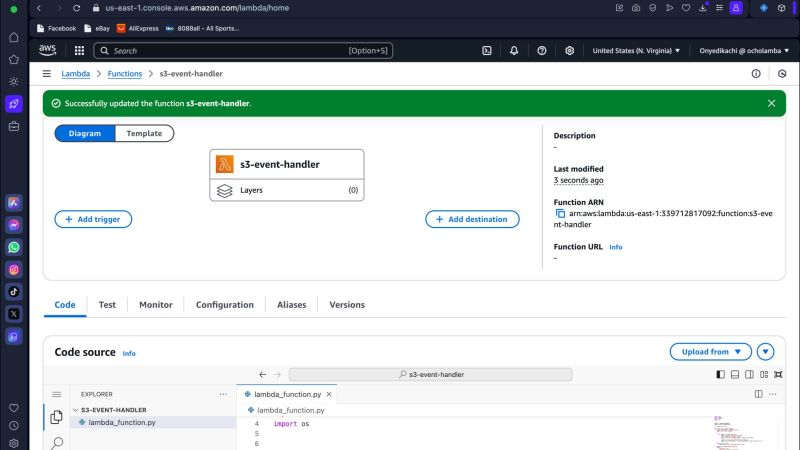 us-east-1.console.aws.amazon.com/lambda/home
Facebook eBay AliExpress 808Ball - All Sports...
aws Search [Option+S] United States (N. Virginia) Onyedikachi @ ocholamba
Lambda Functions s3-event-handler
Successfully updated the function s3-event-handler.
Diagram Template
s3-event-handler
Layers (0)
Add trigger
Add destination
Description
-
Last modified
3 seconds ago
Function ARN
arn:aws:lambda:us-east-1:339712817092:function:s3-eve
nt-handler
Function URL Info
-
Code Test Monitor Configuration Aliases Versions
Code source Info
Upload from
s3-event-handler
EXPLORER
lambda_function.py
S3-EVENT-HANDLER
lambda_function.py
lambda_function.py
4 import os
5
6